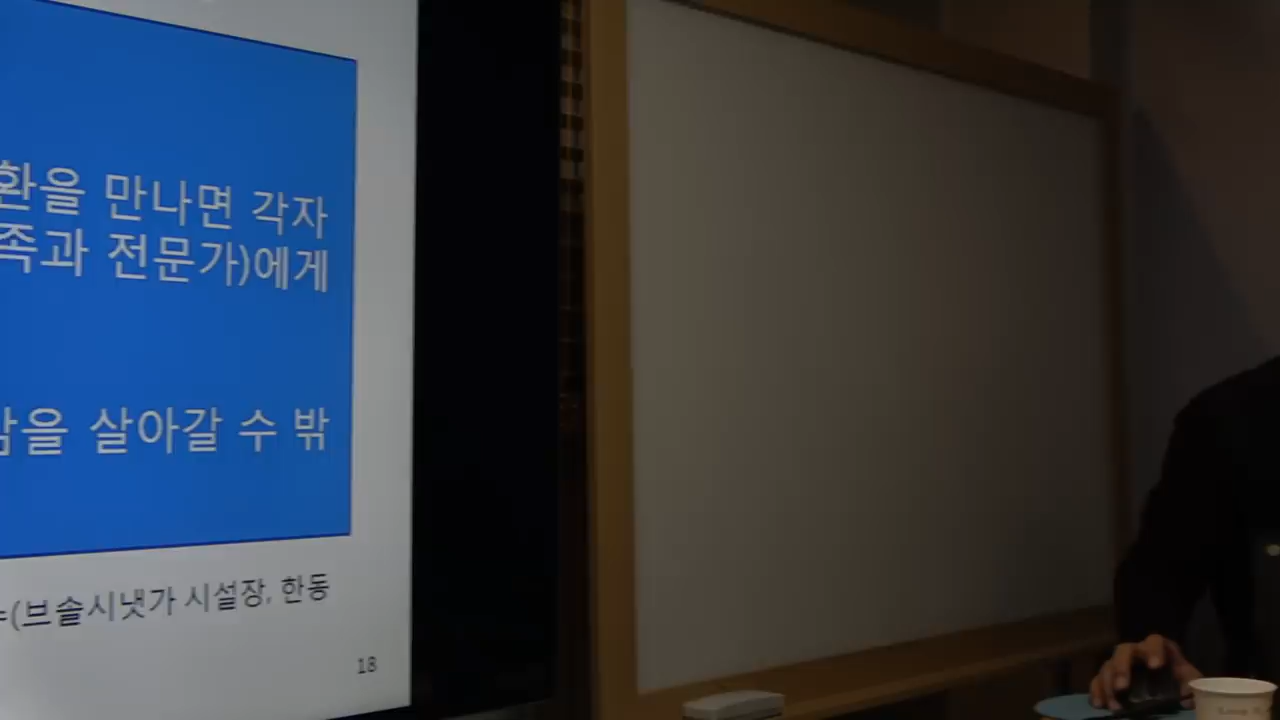 환을 만나면 각자
족과 전문가)에게
을 살아갈 수 밖
(브솔시냇가 시설장, 한동
18